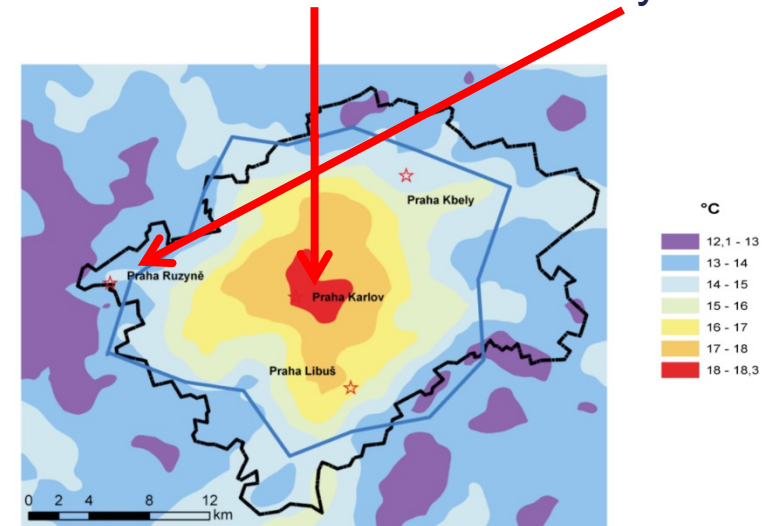 Praha Kbely
Praha Ruzyně
Praha Karlov
Praha Libuš
0 2 4 8 12
km
°C
12,1 - 13
13 - 14
14 - 15
15 - 16
16 - 17
17 - 18
18 - 18,3